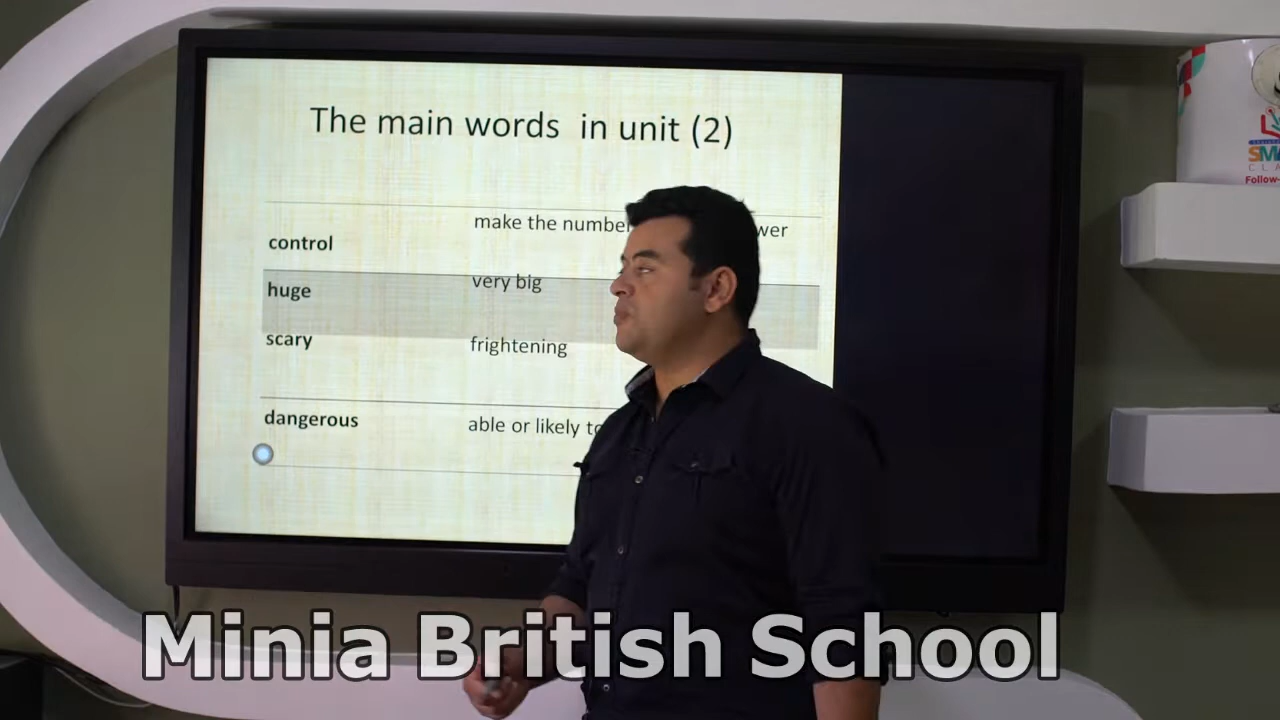 The main words in unit (2)
make the number
control
huge
very big
scary
frightening
dangerous
able or likely to
Follow-
Minia British School